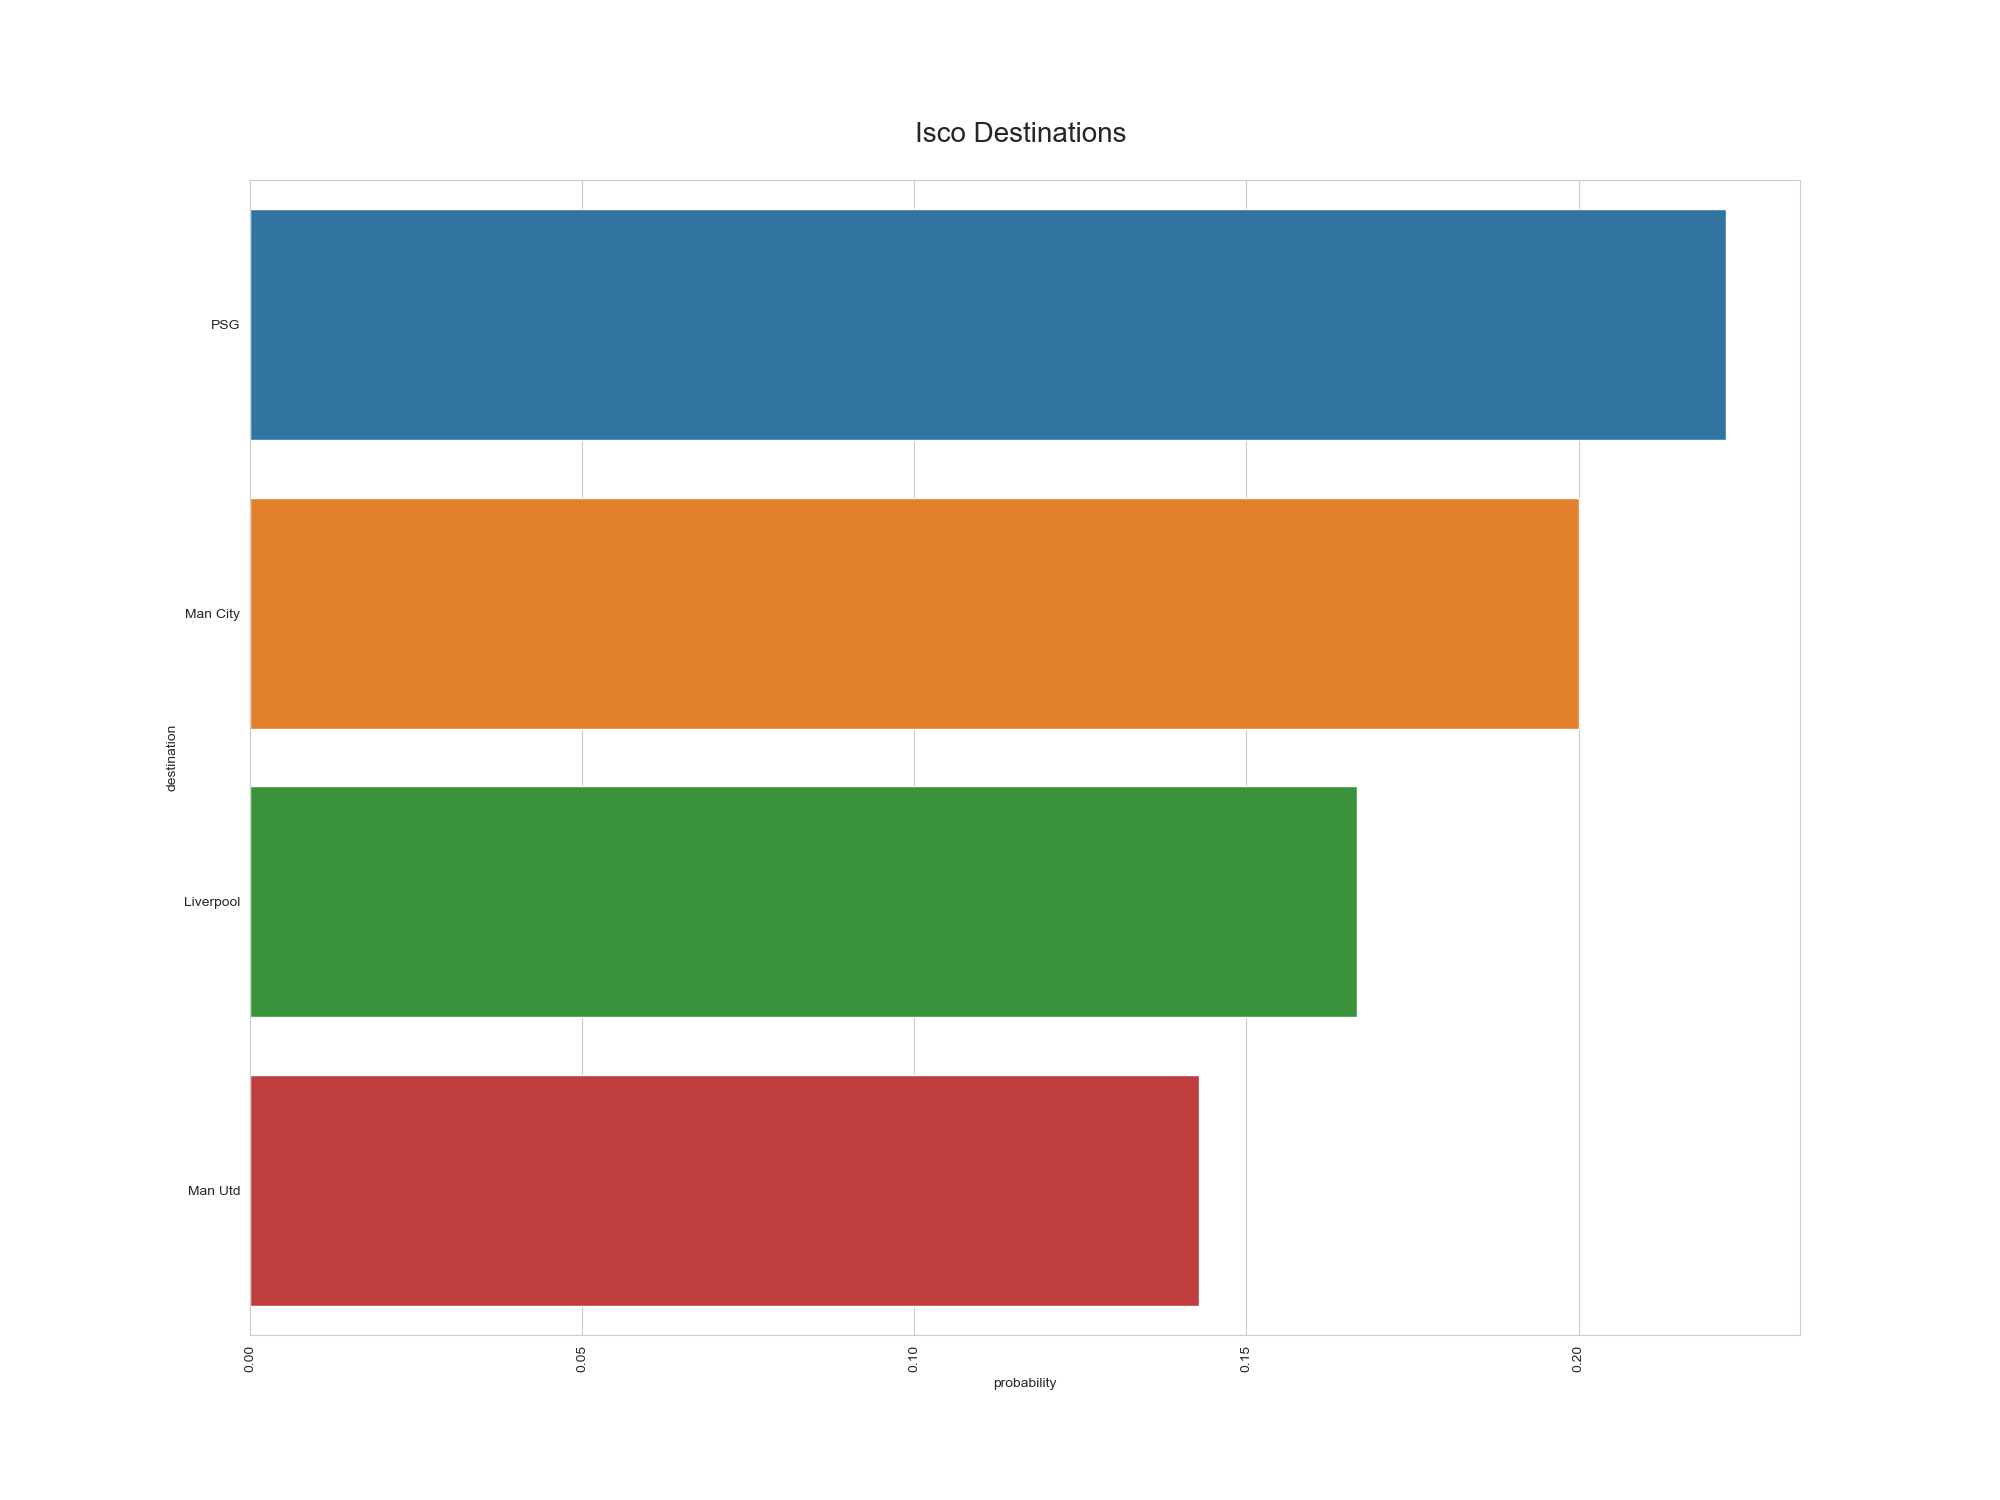 Isco Destinations
PSG
Man City
destination
Liverpool
Man Utd
0.00
0.05
0.10
0.15
0.20
probability